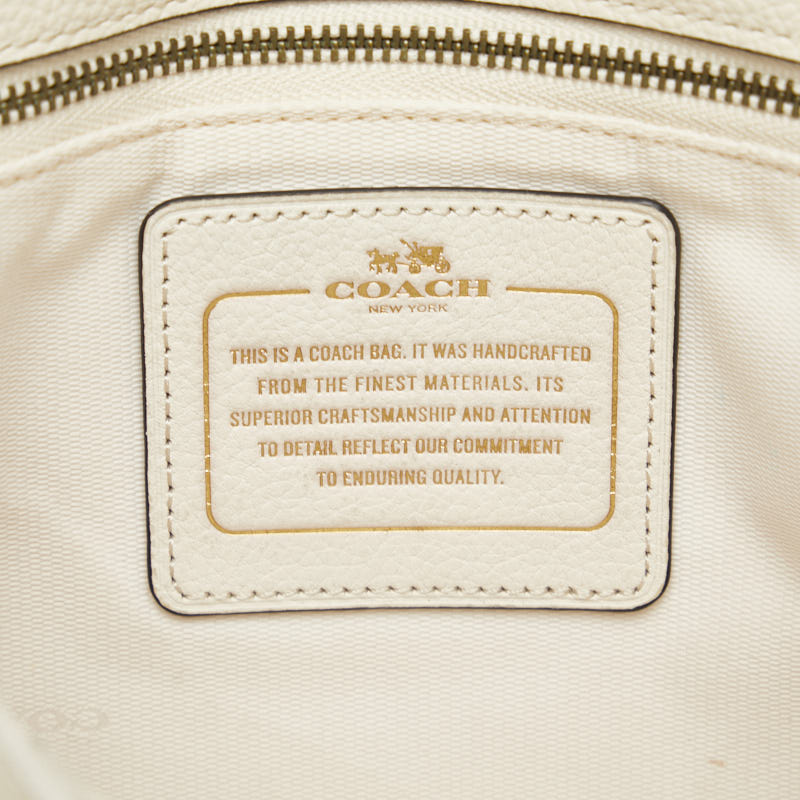 COACH
NEW YORK
THIS IS A COACH BAG. IT WAS HANDCRAFTED
FROM THE FINEST MATERIALS. ITS
SUPERIOR CRAFTSMANSHIP AND ATTENTION
TO DETAIL REFLECT OUR COMMITMENT
TO ENDURING QUALITY.